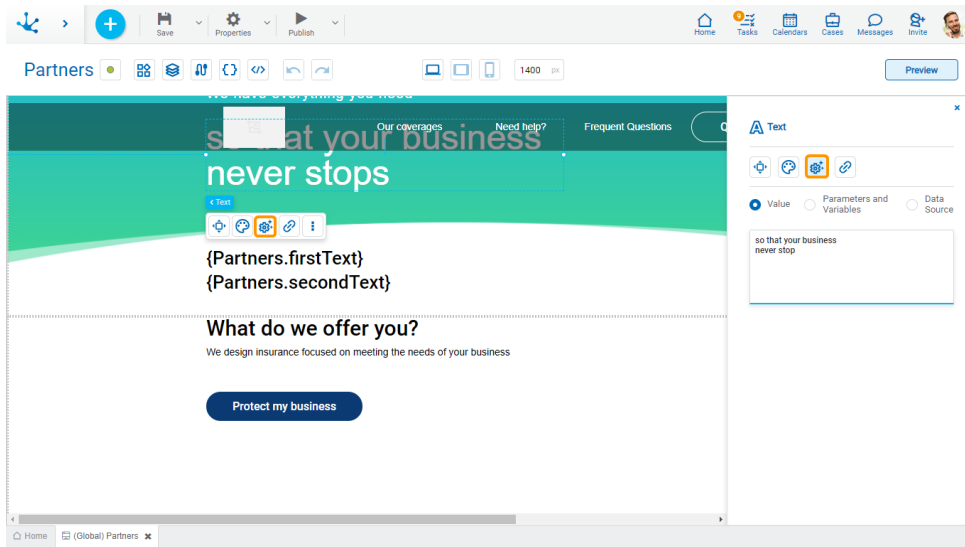 Save
Properties
Publish
Home
9
Tasks
Calendars
Cases
Messages
Invite
Partners
1400 px
Preview
We have everything you need
Our coverages
Need help?
Frequent Questions
so that your business
never stops
< Text
{Partners.firstText}
{Partners.secondText}
What do we offer you?
We design insurance focused on meeting the needs of your business
Protect my business
Text
Value
Parameters and
Variables
Data
Source
so that your business
never stop
Home
(Global) Partners